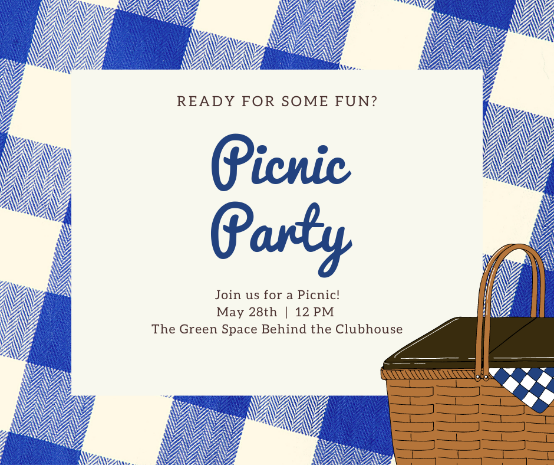 READY FOR SOME FUN?
Picnic
Party
Join us for a Picnic!
May 28th | 12 PM
The Green Space Behind the Clubhouse